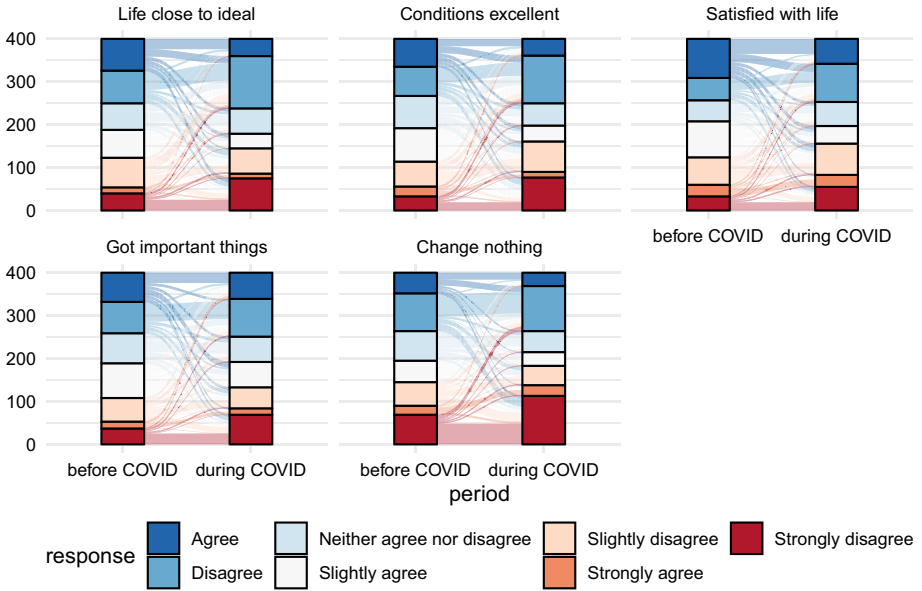 Life close to ideal
Conditions excellent
Satisfied with life
400
300
200
100
0
before COVID during COVID
Got important things
Change nothing
400
300
200
100
0
before COVID during COVID
before COVID during COVID
period
response
Agree
Neither agree nor disagree
Slightly disagree
Strongly disagree
Disagree
Slightly agree
Strongly agree